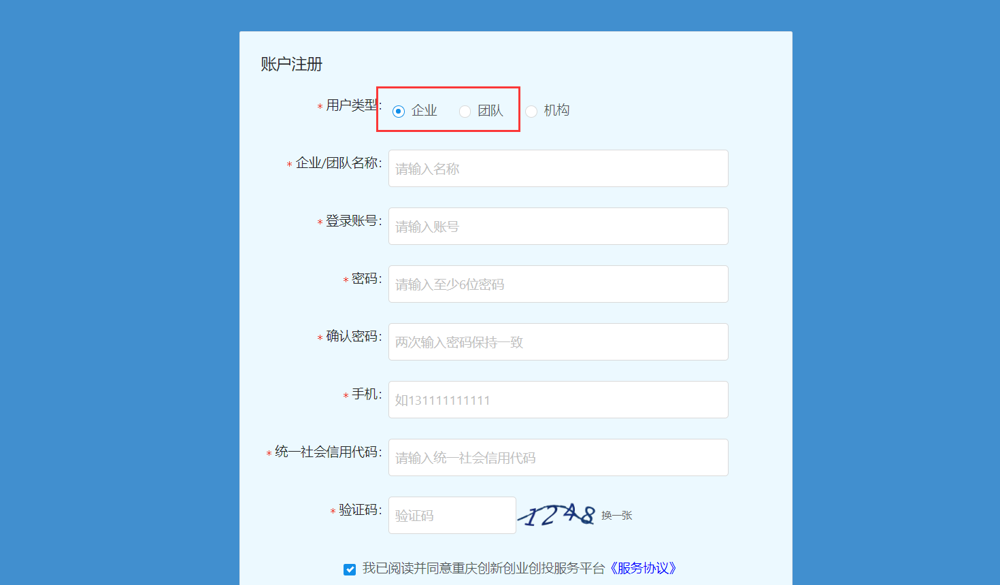 账户注册
* 用户类型: 企业 团队 机构
* 企业/团队名称: 请输入名称
* 登录账号: 请输入账号
* 密码: 请输入至少6位密码
* 确认密码: 两次输入密码保持一致
* 手机: 如131111111111
* 统一社会信用代码: 请输入统一社会信用代码
* 验证码: 验证码 1248 换一张
我已阅读并同意重庆创新创业创投服务平台《服务协议》